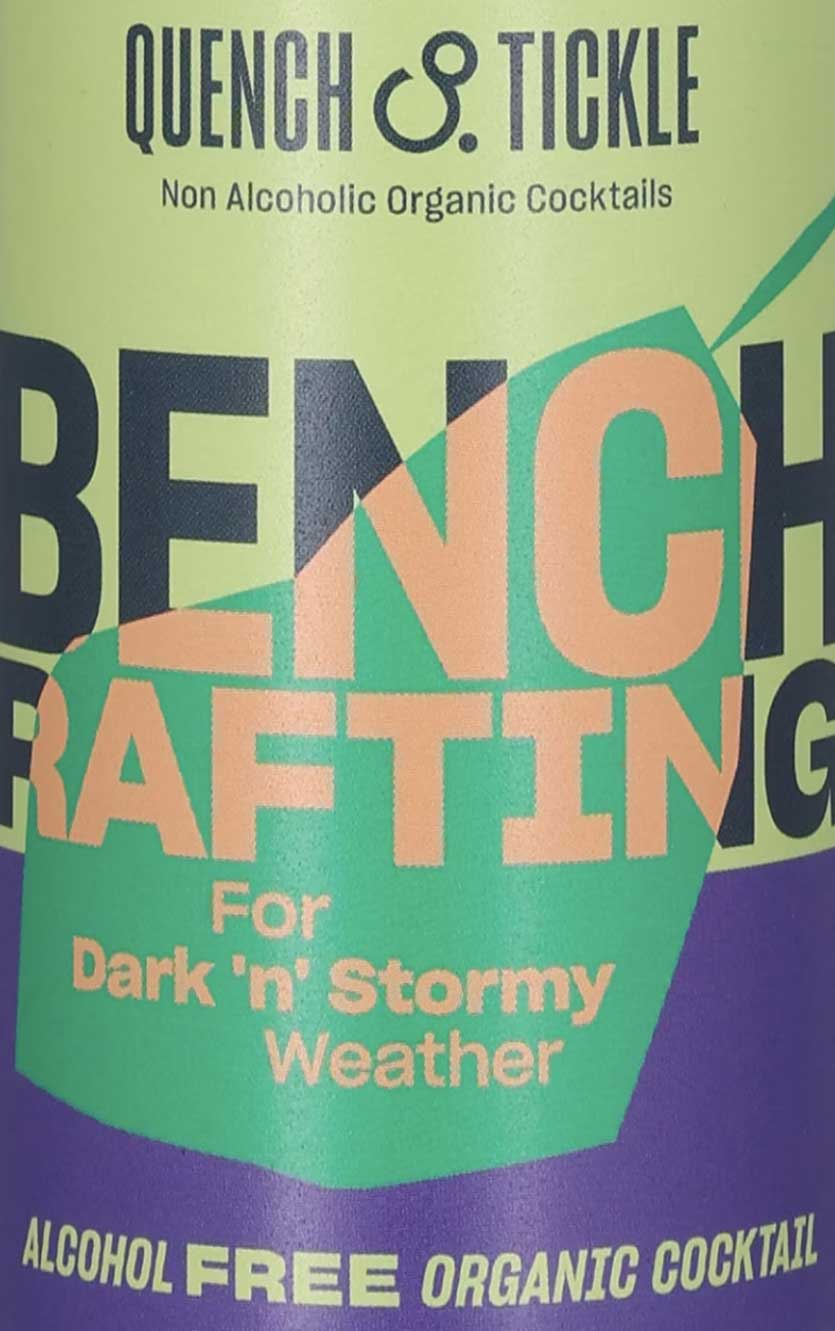 QUENCH & TICKLE
Non Alcoholic Organic Cocktails
BENCH
RAFTING
For
Dark 'n' Stormy
Weather
ALCOHOL FREE ORGANIC COCKTAIL